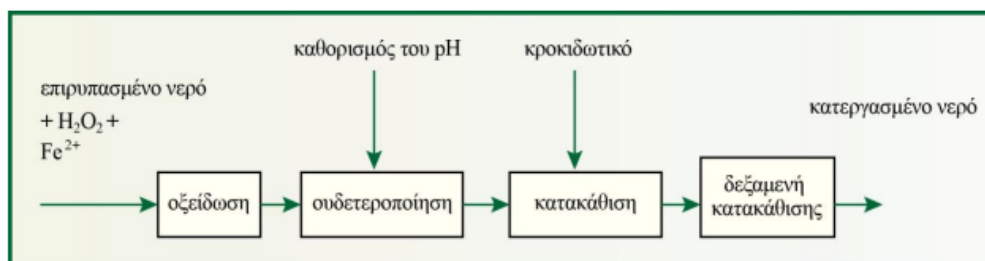 καθορισμός του pH
κροκιδωτικό
επιρυπασμένο νερό
+ H₂O₂ +
Fe²⁺
κατεργασμένο νερό
οξείδωση
ουδετεροποίηση
κατακάθιση
δεξαμενή
κατακάθισης